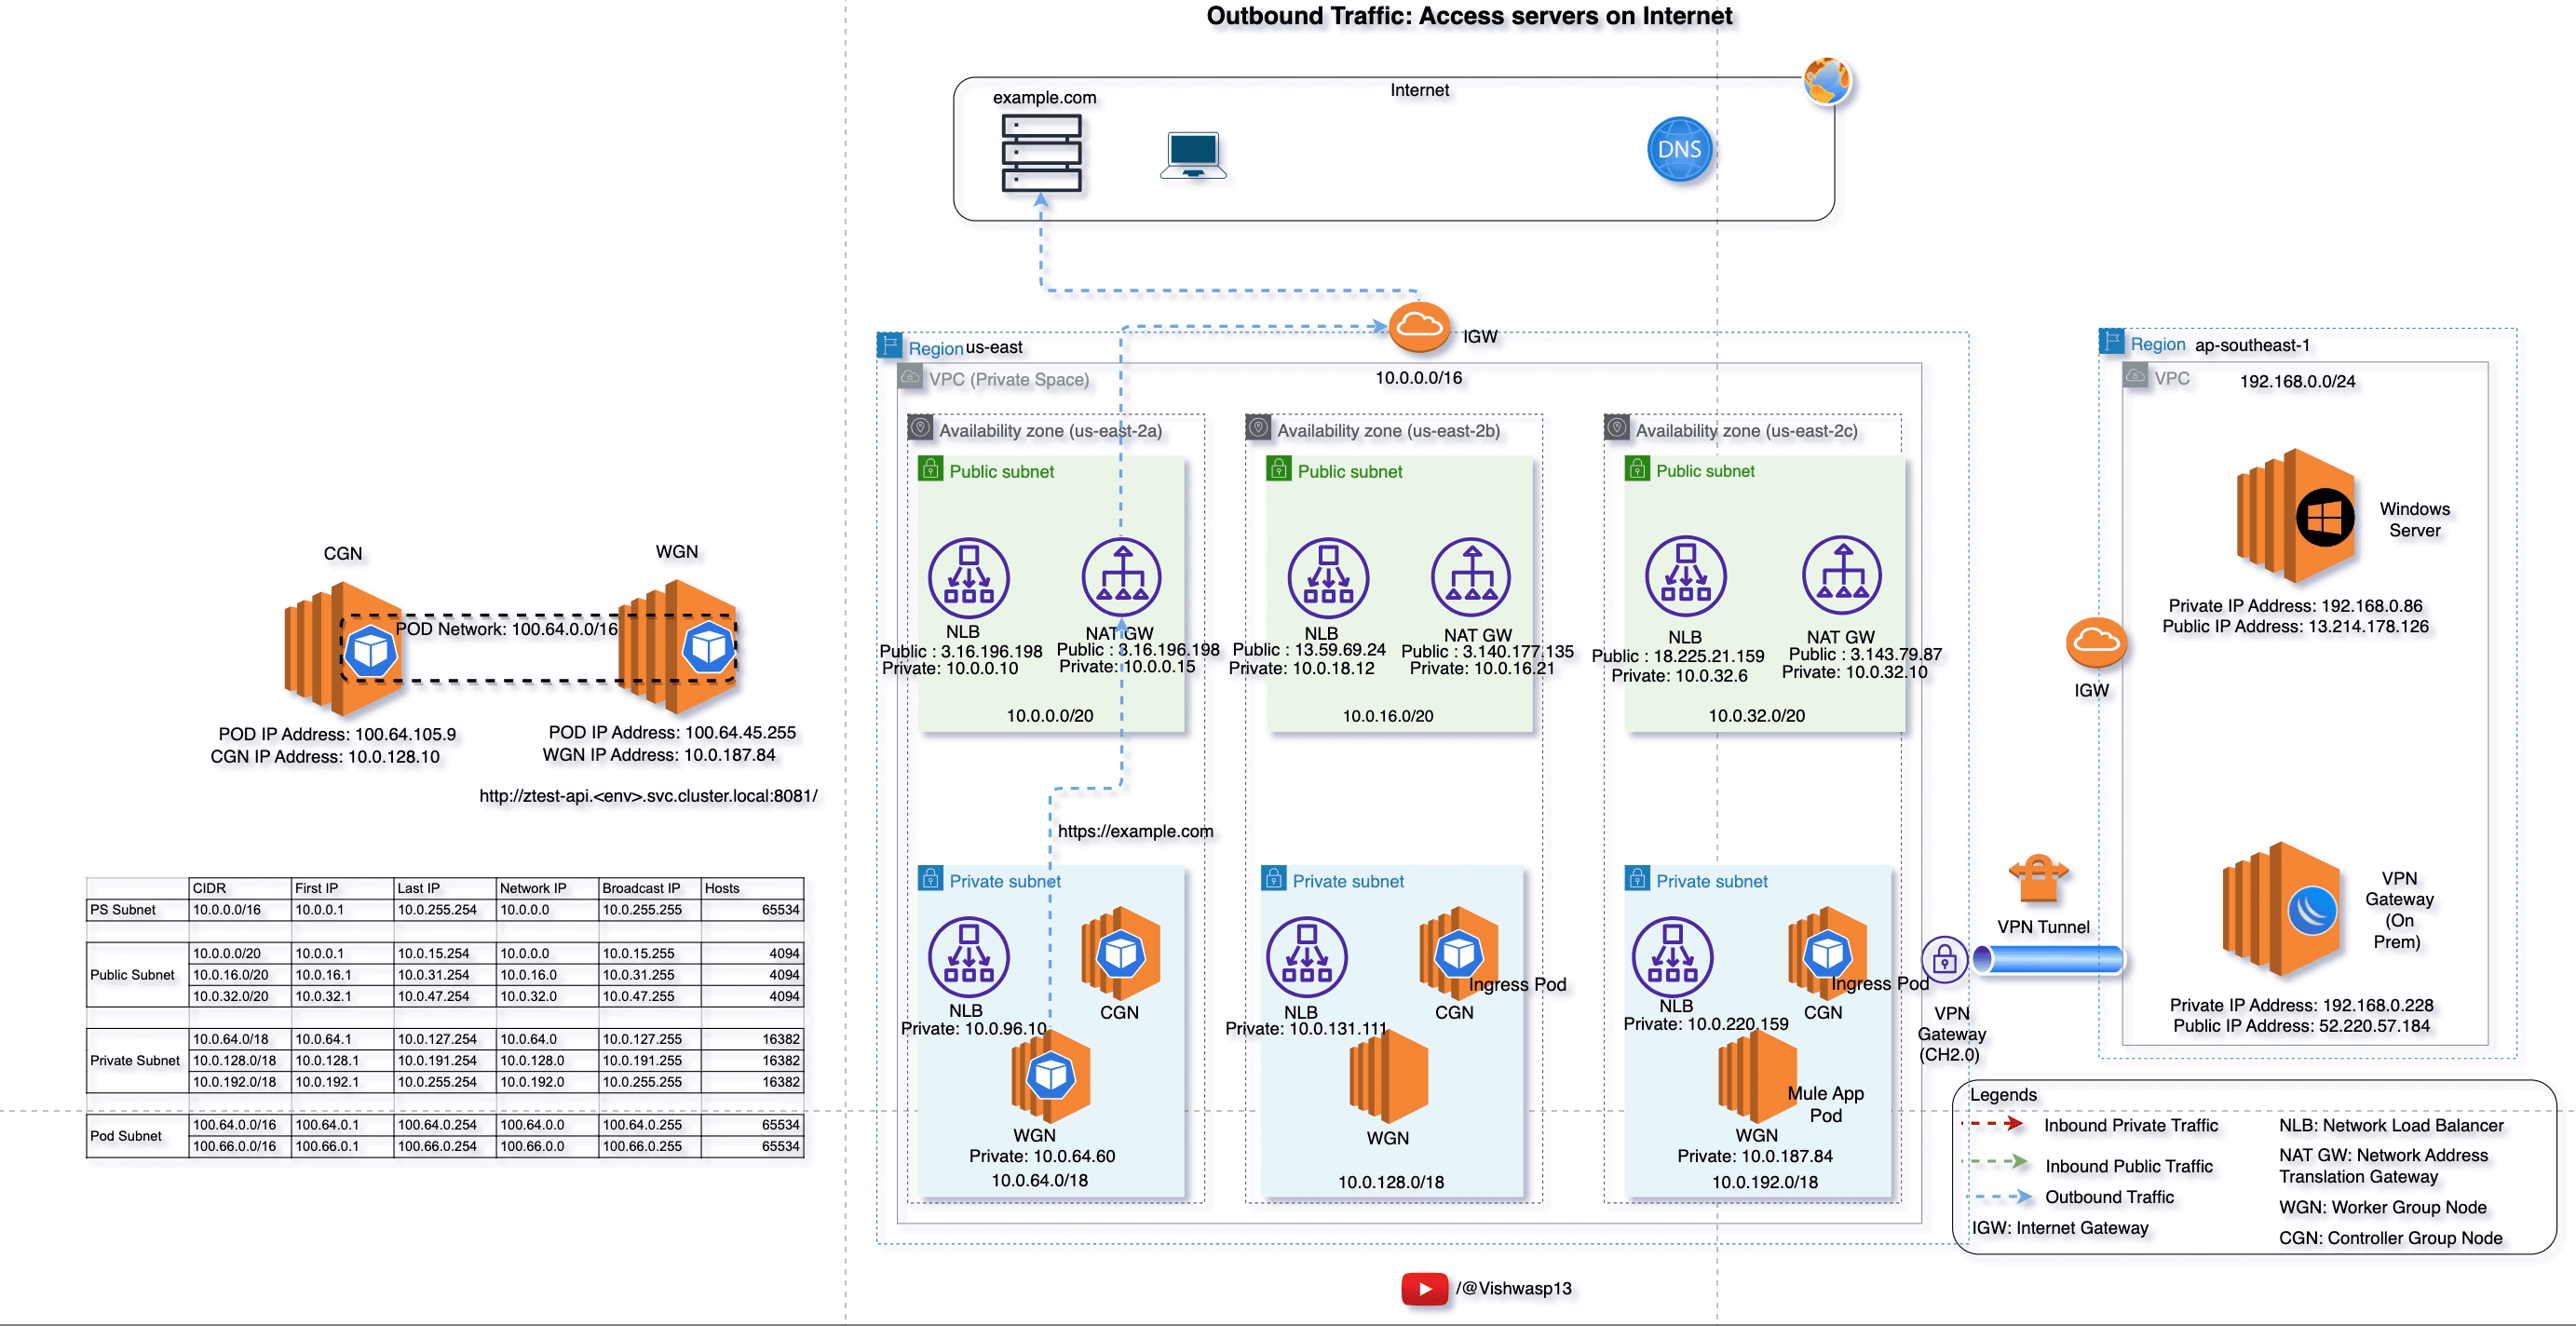 Outbound Traffic: Access servers on Internet
Internet
example.com
DNS
IGW
Region us-east
VPC (Private Space)
10.0.0.0/16
Availability zone (us-east-2a)
Public subnet
NLB
Public : 3.16.196.198
Private: 10.0.0.10
NAT GW
Public : 3.16.196.198
Private: 10.0.0.15
10.0.0.0/20
https://example.com
Private subnet
NLB
Private: 10.0.96.10
CGN
WGN
Private: 10.0.64.60
10.0.64.0/18
Availability zone (us-east-2b)
Public subnet
NLB
Public : 13.59.69.24
Private: 10.0.18.12
NAT GW
Public : 3.140.177.135
Private: 10.0.16.21
10.0.16.0/20
Private subnet
NLB
Private: 10.0.131.111
Ingress Pod
CGN
WGN
10.0.128.0/18
Availability zone (us-east-2c)
Public subnet
NLB
Public : 18.225.21.159
Private: 10.0.32.6
NAT GW
Public : 3.143.79.87
Private: 10.0.32.10
10.0.32.0/20
Private subnet
NLB
Private: 10.0.220.159
Ingress Pod
CGN
Mule App
Pod
WGN
Private: 10.0.187.84
10.0.192.0/18
VPN
Gateway
(CH2.0)
VPN Tunnel
IGW
Region ap-southeast-1
VPC
192.168.0.0/24
Windows
Server
Private IP Address: 192.168.0.86
Public IP Address: 13.214.178.126
VPN
Gateway
(On
Prem)
Private IP Address: 192.168.0.228
Public IP Address: 52.220.57.184
CGN
WGN
POD Network: 100.64.0.0/16
POD IP Address: 100.64.105.9
CGN IP Address: 10.0.128.10
POD IP Address: 100.64.45.255
WGN IP Address: 10.0.187.84
http://ztest-api.<env>.svc.cluster.local:8081/
CIDR First IP Last IP Network IP Broadcast IP Hosts
PS Subnet 10.0.0.0/16 10.0.0.1 10.0.255.254 10.0.0.0 10.0.255.255 65534
Public Subnet
10.0.0.0/20 10.0.0.1 10.0.15.254 10.0.0.0 10.0.15.255 4094
10.0.16.0/20 10.0.16.1 10.0.31.254 10.0.16.0 10.0.31.255 4094
10.0.32.0/20 10.0.32.1 10.0.47.254 10.0.32.0 10.0.47.255 4094
Private Subnet
10.0.64.0/18 10.0.64.1 10.0.127.254 10.0.64.0 10.0.127.255 16382
10.0.128.0/18 10.0.128.1 10.0.191.254 10.0.128.0 10.0.191.255 16382
10.0.192.0/18 10.0.192.1 10.0.255.254 10.0.192.0 10.0.255.255 16382
Pod Subnet
100.64.0.0/16 100.64.0.1 100.64.0.254 100.64.0.0 100.64.0.255 65534
100.66.0.0/16 100.66.0.1 100.66.0.254 100.66.0.0 100.66.0.255 65534
Legends
Inbound Private Traffic
Inbound Public Traffic
Outbound Traffic
IGW: Internet Gateway
NLB: Network Load Balancer
NAT GW: Network Address
Translation Gateway
WGN: Worker Group Node
CGN: Controller Group Node
/@Vishwasp13